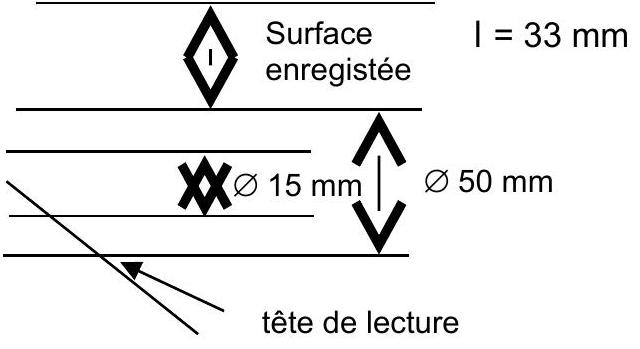 Surface
enregistée
l = 33 mm
l
∅ 15 mm
∅ 50 mm
tête de lecture